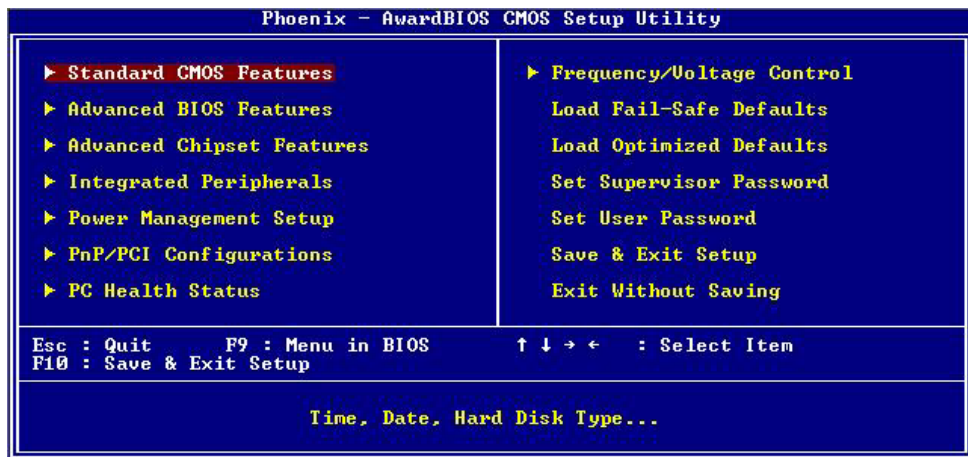 Phoenix - AwardBIOS CMOS Setup Utility
► Standard CMOS Features
► Advanced BIOS Features
► Advanced Chipset Features
► Integrated Peripherals
► Power Management Setup
► PnP/PCI Configurations
► PC Health Status
► Frequency/Voltage Control
Load Fail-Safe Defaults
Load Optimized Defaults
Set Supervisor Password
Set User Password
Save & Exit Setup
Exit Without Saving
Esc : Quit F9 : Menu in BIOS ↑ ↓ → ← : Select Item
F10 : Save & Exit Setup
Time, Date, Hard Disk Type...